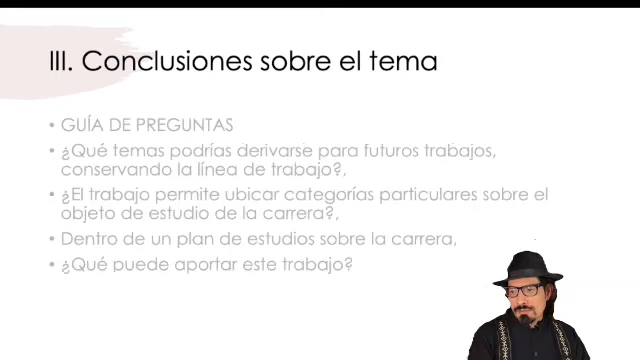 III. Conclusiones sobre el tema
• GUÍA DE PREGUNTAS
• ¿Qué temas podrías derivarse para futuros trabajos,
conservando la línea de trabajo?,
• ¿El trabajo permite ubicar categorías particulares sobre el
objeto de estudio de la carrera?,
• Dentro de un plan de estudios sobre la carrera,
• ¿Qué puede aportar este trabajo?